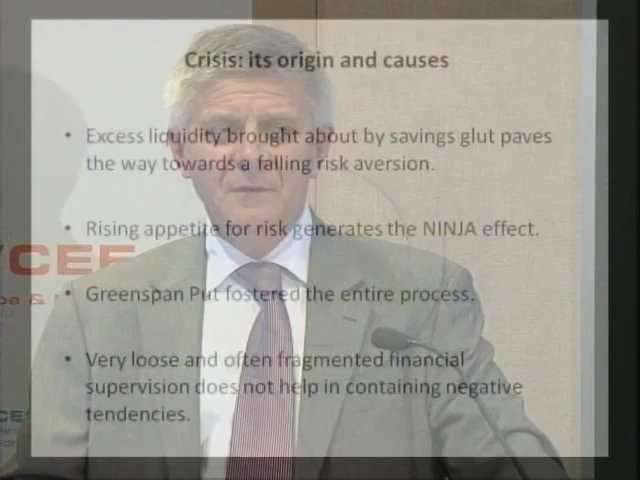 Crisis: its origin and causes
• Excess liquidity brought about by savings glut paves
the way towards a falling risk aversion.
• Rising appetite for risk generates the NINJA effect.
CEE
• Greenspan Put fostered the entire process.
• Very loose and often fragmented financial
supervision does not help in containing negative
tendencies.
CE